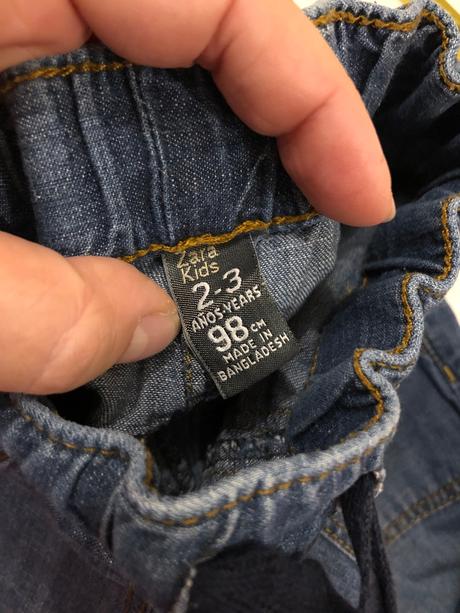 Zara
Kids
2-3
AÑOS-YEARS
98 CM
MADE IN
BANGLADESH